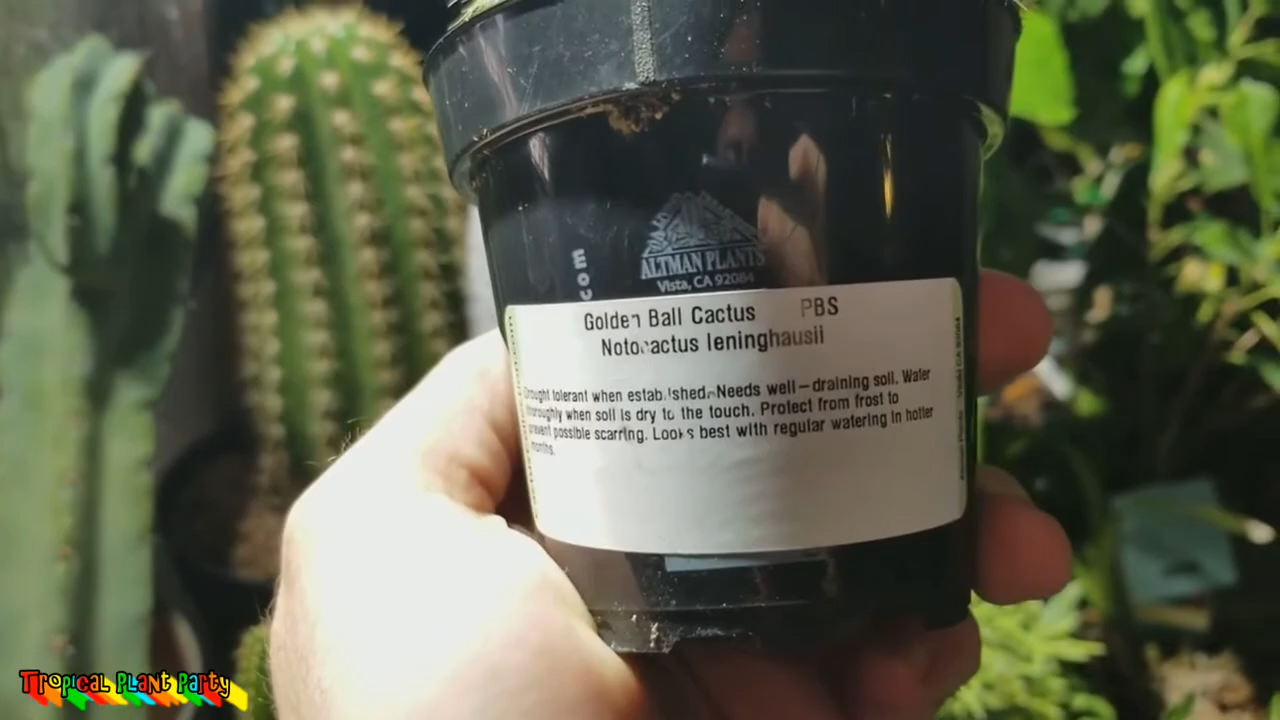 ALTMAN PLANTS
Vista, CA 92084
com
Golden Ball Cactus PBS
Notocactus leninghausii
Drought tolerant when established. Needs well-draining soil. Water
thoroughly when soil is dry to the touch. Protect from frost to
prevent possible scarring. Looks best with regular watering in hotter
months.
Tropical Plant Party